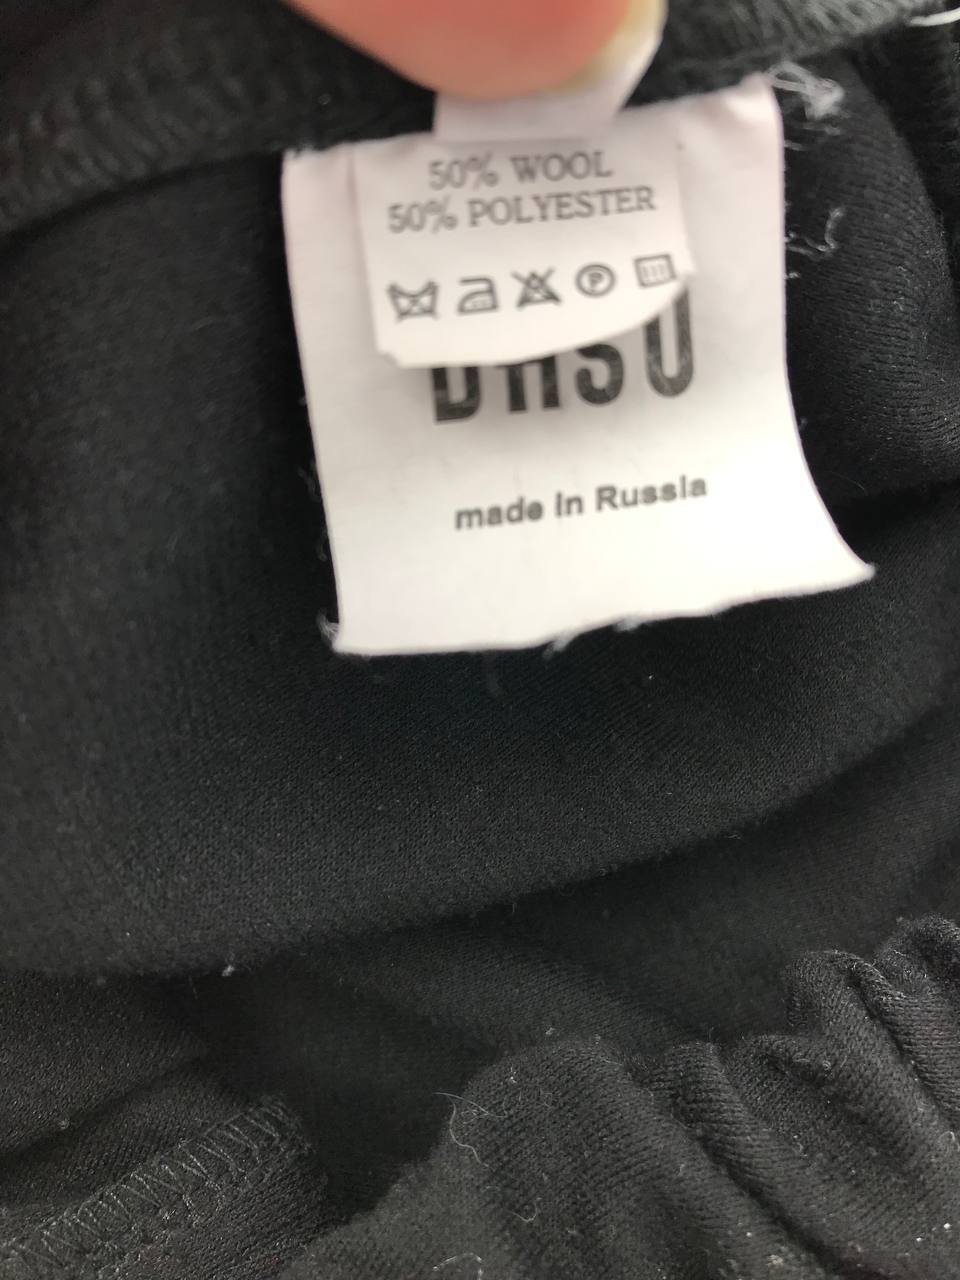 50% WOOL
50% POLYESTER
P
made in Russia